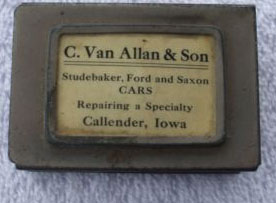 C. Van Allan & Son
Studebaker, Ford and Saxon
CARS
Repairing a Specialty
Callender, Iowa